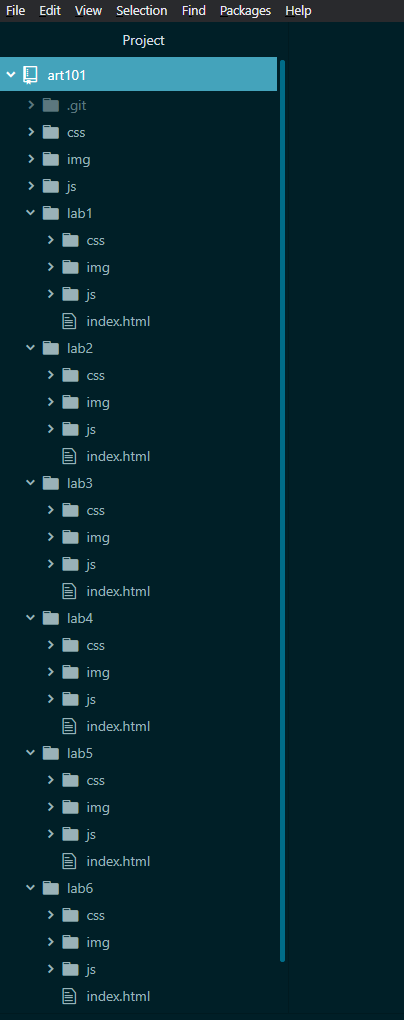 File Edit View Selection Find Packages Help
Project
art101
.git
css
img
js
lab1
css
img
js
index.html
lab2
css
img
js
index.html
lab3
css
img
js
index.html
lab4
css
img
js
index.html
lab5
css
img
js
index.html
lab6
css
img
js
index.html